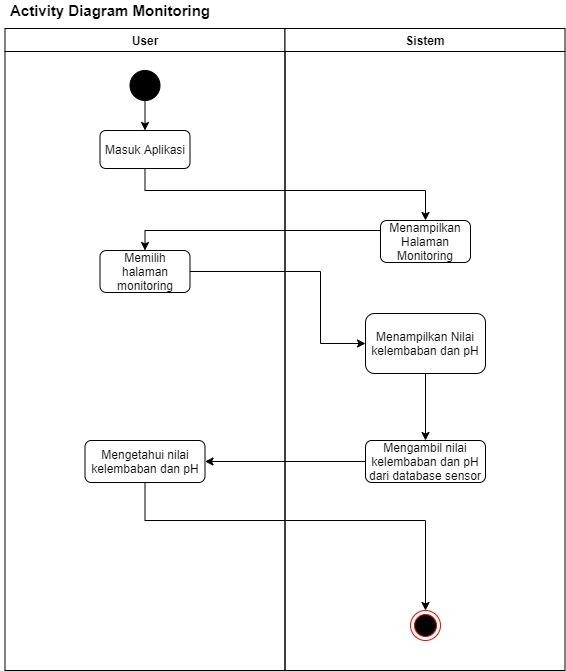 Activity Diagram Monitoring
User
Sistem
Masuk Aplikasi
Menampilkan
Halaman
Monitoring
Memilih
halaman
monitoring
Menampilkan Nilai
kelembaban dan pH
Mengambil nilai
kelembaban dan pH
dari database sensor
Mengetahui nilai
kelembaban dan pH